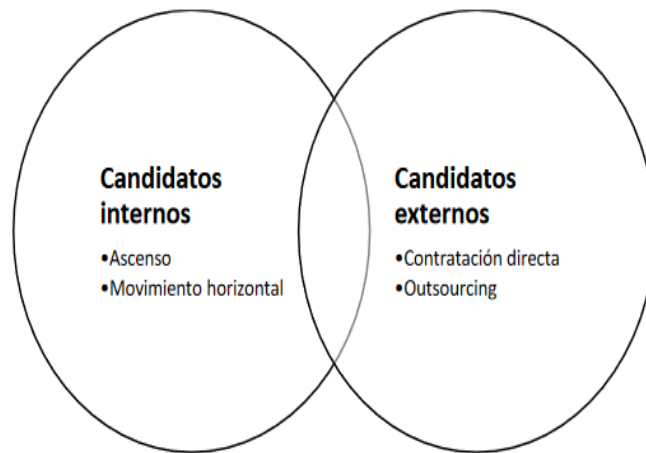 Candidatos
internos
•Ascenso
•Movimiento horizontal
Candidatos
externos
•Contratación directa
•Outsourcing